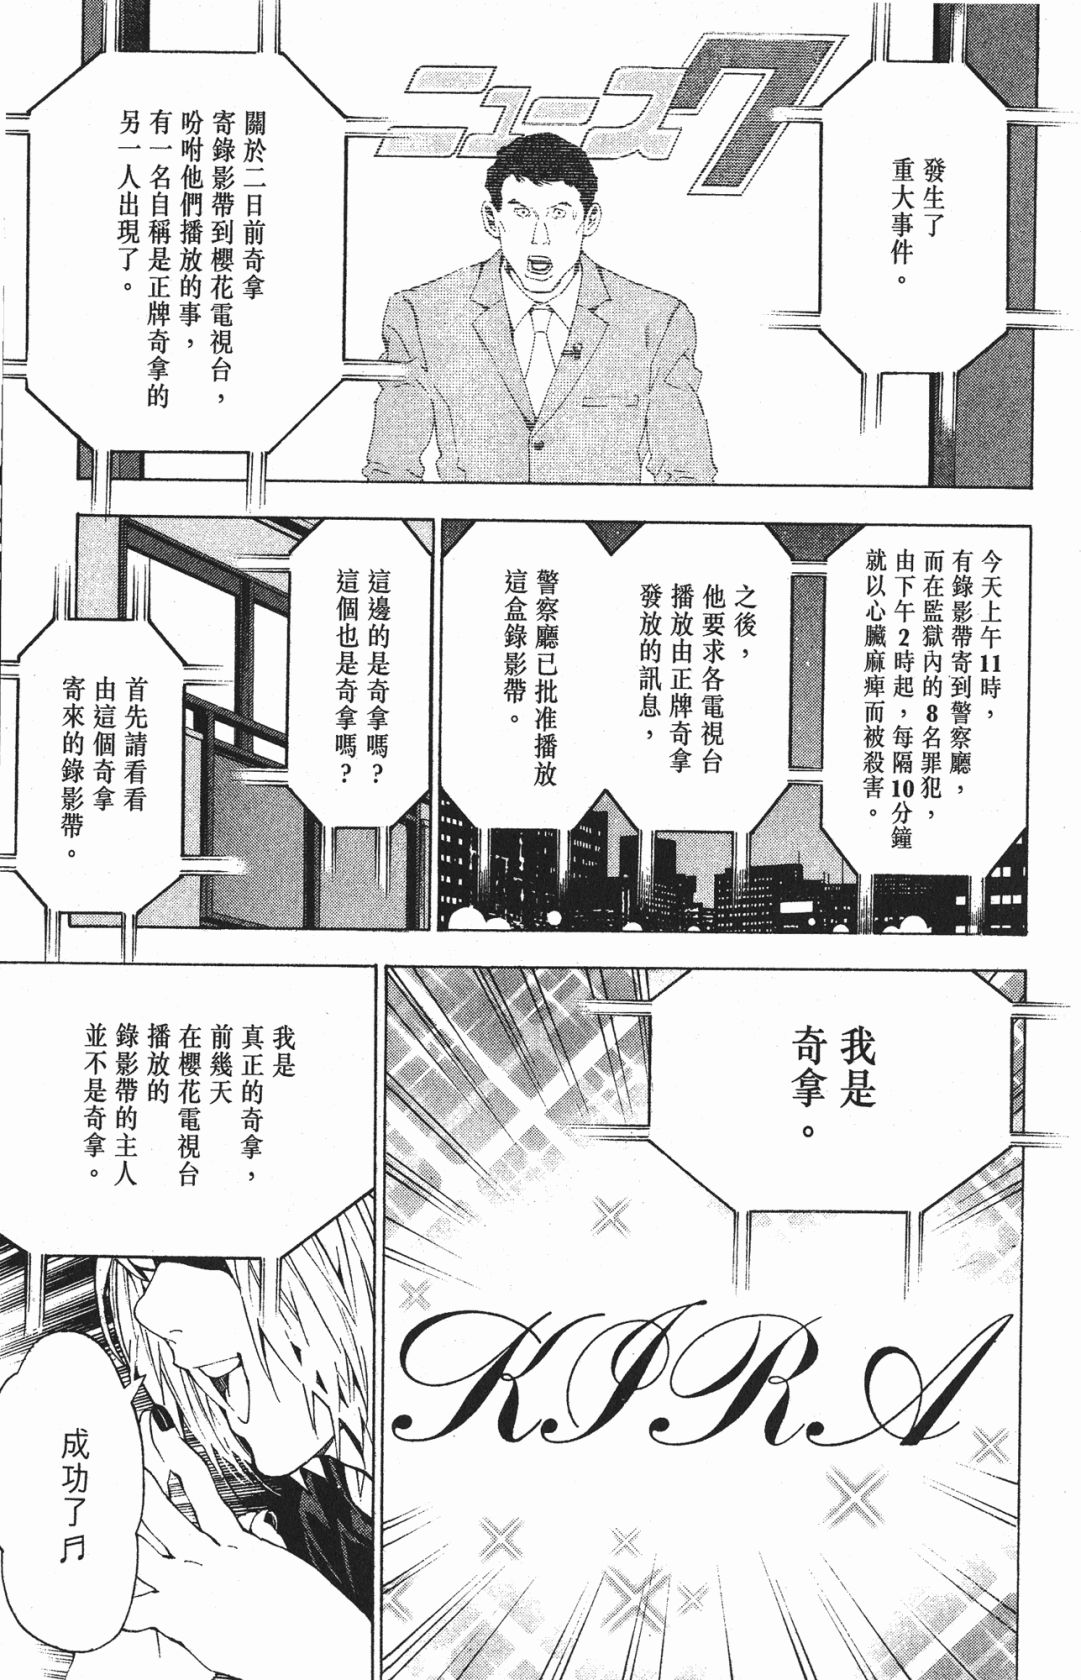 ニュース7
發生了
重大事件。
關於二日前奇拿
寄錄影帶到櫻花電視台，
吩咐他們播放的事，
有一名自稱是正牌奇拿的
另一人出現了。
今天上午11時，
有錄影帶寄到警察廳，
而在監獄內的8名罪犯，
由下午2時起，每隔10分鐘
就以心臟麻痺而被殺害。
之後，
他要求各電視台
播放由正牌奇拿
發放的訊息，
警察廳已批准播放
這盒錄影帶。
這邊的是奇拿嗎?
這個也是奇拿嗎?
首先請看看
由這個奇拿
寄來的錄影帶。
我是
奇拿。
KIRA
我是
真正的奇拿，
前幾天
在櫻花電視台
播放的
錄影帶的主人
並不是奇拿。
成功了♬